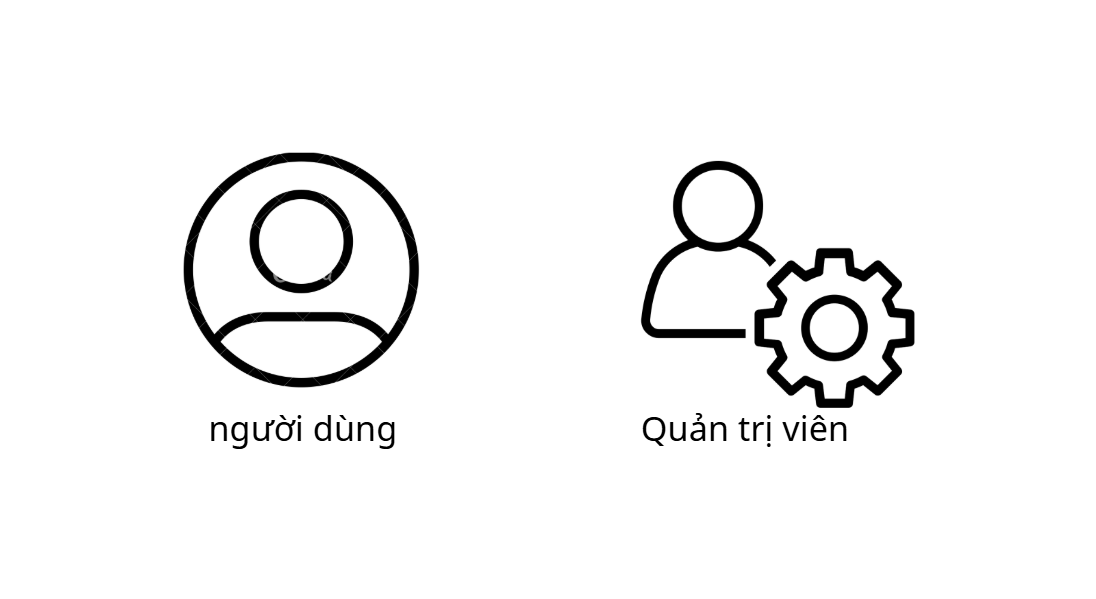 người dùng
Quản trị viên